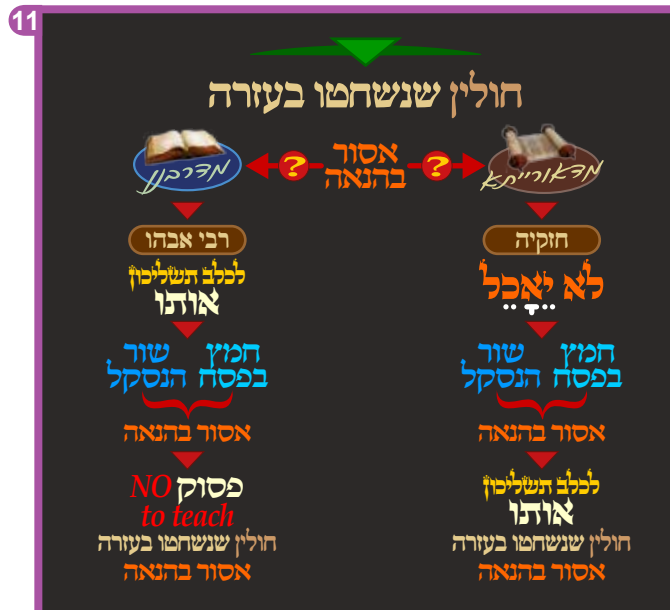 11
חולין שנשחטו בעזרה
מדאורייתא
?
אסור
בהנאה
?
מדרבנן
חזקיה
לֹא יֵאָכֵל
חמץ
בפסח
שור
הנסקל
אסור בהנאה
לכלב תשליכון
אותו
חולין שנשחטו בעזרה
אסור בהנאה
רבי אבהו
לכלב תשליכון
אותו
חמץ
בפסח
שור
הנסקל
אסור בהנאה
NO פסוק
to teach
חולין שנשחטו בעזרה
אסור בהנאה